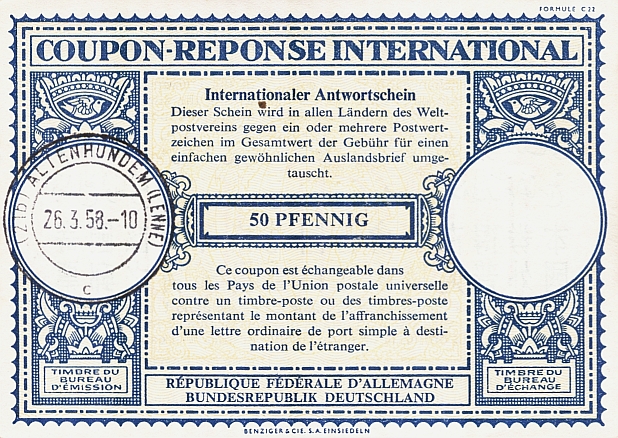 FORMULE C 22
COUPON-REPONSE INTERNATIONAL
Internationaler Antwortschein
Dieser Schein wird in allen Ländern des Welt-
postvereins gegen ein oder mehrere Postwert-
zeichen im Gesamtwert der Gebühr für einen
einfachen gewöhnlichen Auslandsbrief umge-
tauscht.
(21b) ALTENHUNDEM (LENNE)
26.3.58.-10
c
50 PFENNIG
Ce coupon est échangeable dans
tous les Pays de l'Union postale universelle
contre un timbre-poste ou des timbres-poste
représentant le montant de l'affranchissement
d'une lettre ordinaire de port simple à desti-
nation de l'étranger.
TIMBRE DU
BUREAU
D'ÉMISSION
RÉPUBLIQUE FÉDÉRALE D'ALLEMAGNE
BUNDESREPUBLIK DEUTSCHLAND
TIMBRE DU
BUREAU
D'ÉCHANGE
BENZIGER & CIE. S.A. EINSIEDELN